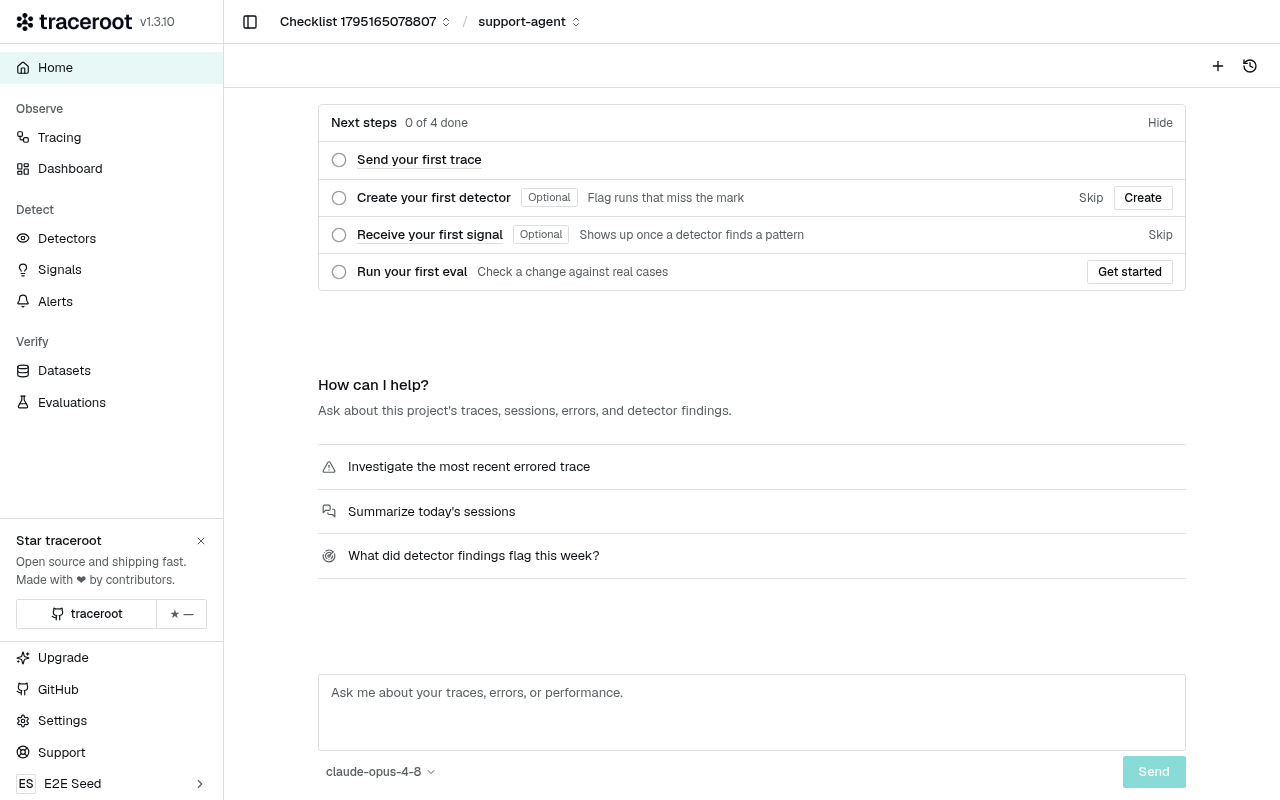 traceroot v1.3.10
Checklist 1795165078807 / support-agent
Home
Observe
Tracing
Dashboard
Detect
Detectors
Signals
Alerts
Verify
Datasets
Evaluations
Star traceroot
Open source and shipping fast.
Made with ❤ by contributors.
traceroot ★ —
Upgrade
GitHub
Settings
Support
ES E2E Seed
Next steps 0 of 4 done Hide
Send your first trace
Create your first detector Optional Flag runs that miss the mark Skip Create
Receive your first signal Optional Shows up once a detector finds a pattern Skip
Run your first eval Check a change against real cases Get started
How can I help?
Ask about this project's traces, sessions, errors, and detector findings.
Investigate the most recent errored trace
Summarize today's sessions
What did detector findings flag this week?
Ask me about your traces, errors, or performance.
claude-opus-4-8 Send